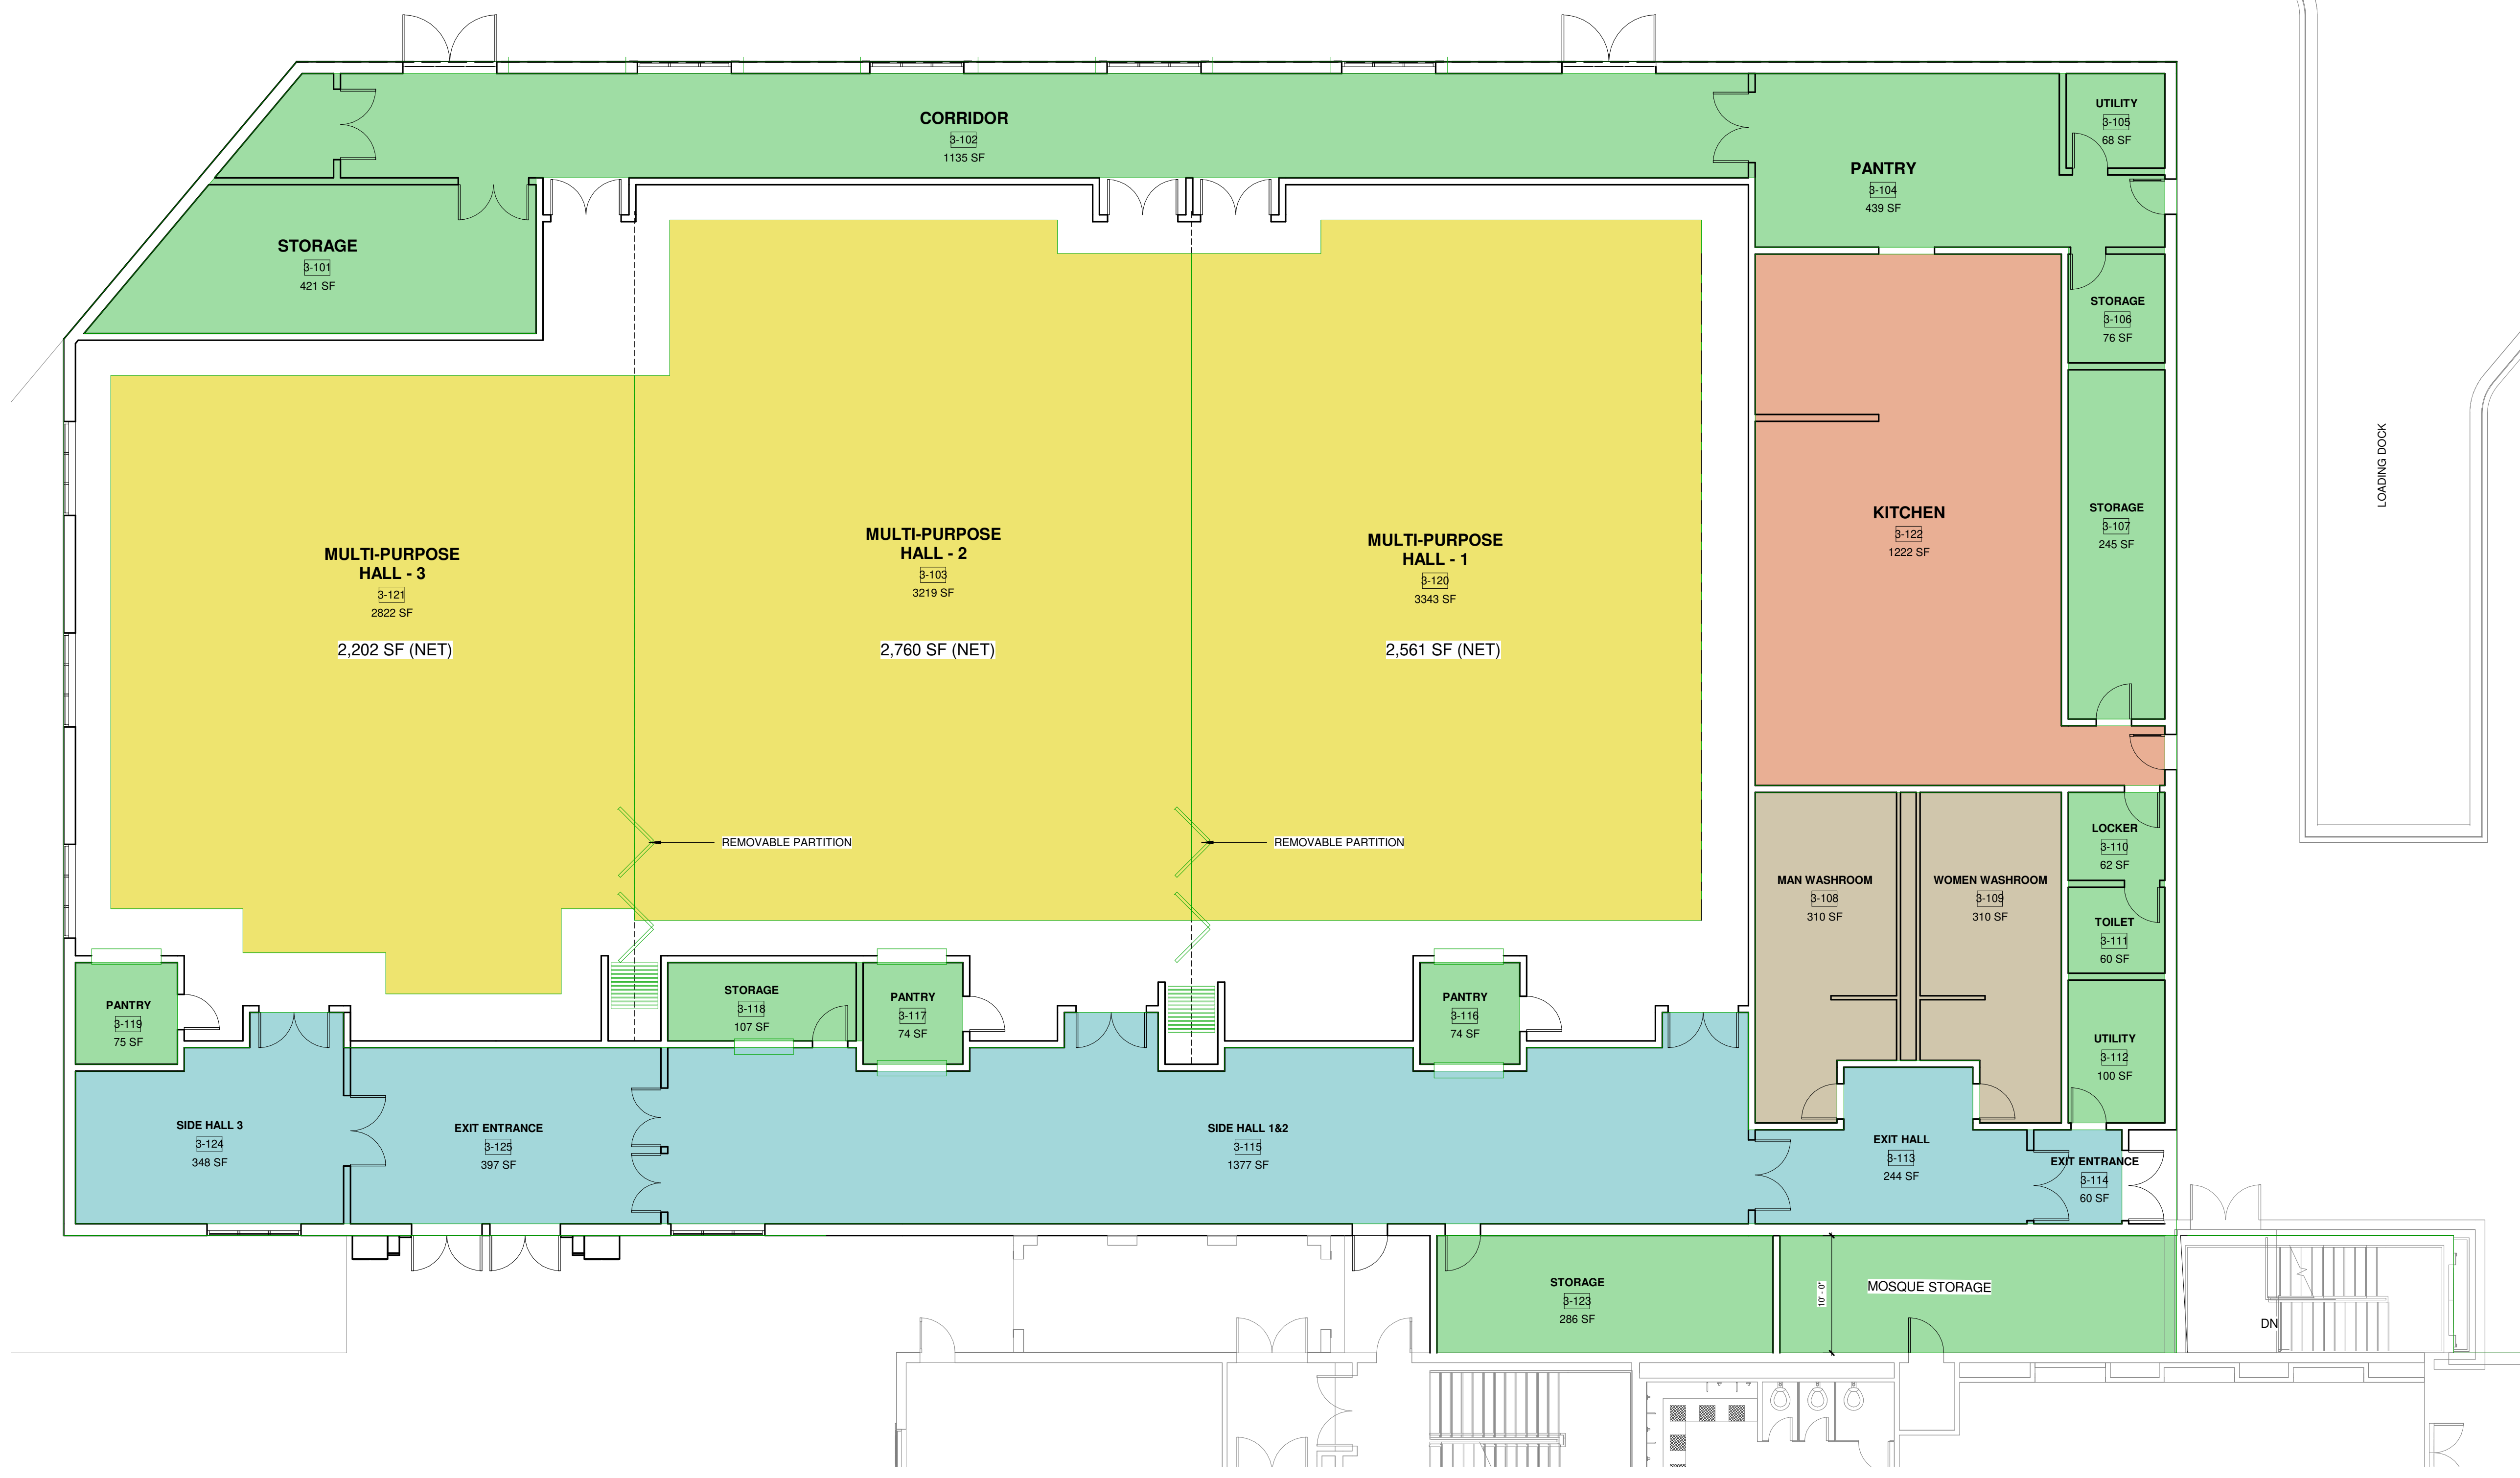 CORRIDOR
3-102
1135 SF
UTILITY
3-105
68 SF
PANTRY
3-104
439 SF
STORAGE
3-101
421 SF
STORAGE
3-106
76 SF
LOADING DOCK
KITCHEN
3-122
1222 SF
STORAGE
3-107
245 SF
MULTI-PURPOSE
HALL - 3
3-121
2822 SF
2,202 SF (NET)
MULTI-PURPOSE
HALL - 2
3-103
3219 SF
2,760 SF (NET)
MULTI-PURPOSE
HALL - 1
3-120
3343 SF
2,561 SF (NET)
REMOVABLE PARTITION
REMOVABLE PARTITION
LOCKER
3-110
62 SF
MAN WASHROOM
3-108
310 SF
WOMEN WASHROOM
3-109
310 SF
TOILET
3-111
60 SF
PANTRY
3-119
75 SF
STORAGE
3-118
107 SF
PANTRY
3-117
74 SF
PANTRY
3-116
74 SF
UTILITY
3-112
100 SF
SIDE HALL 3
3-124
348 SF
EXIT ENTRANCE
3-125
397 SF
SIDE HALL 1&2
3-115
1377 SF
EXIT HALL
3-113
244 SF
EXIT ENTRANCE
3-114
60 SF
STORAGE
3-123
286 SF
10' - 0"
MOSQUE STORAGE
DN